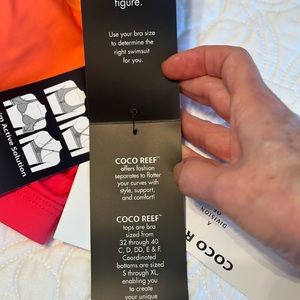 figure.
Use your bra size
to determine the
right swimsuit
for you.
COCO REEF™
offers fashion
separates to flatter
your curves with
style, support,
and comfort!
COCO REEF™
tops are bra
sized from
32 through 40
C, D, DD, E & F.
Coordinated
bottoms are sized
S through XL,
enabling you
to create
your unique
m Active Solution
COCO R
A
DIVISION
OF